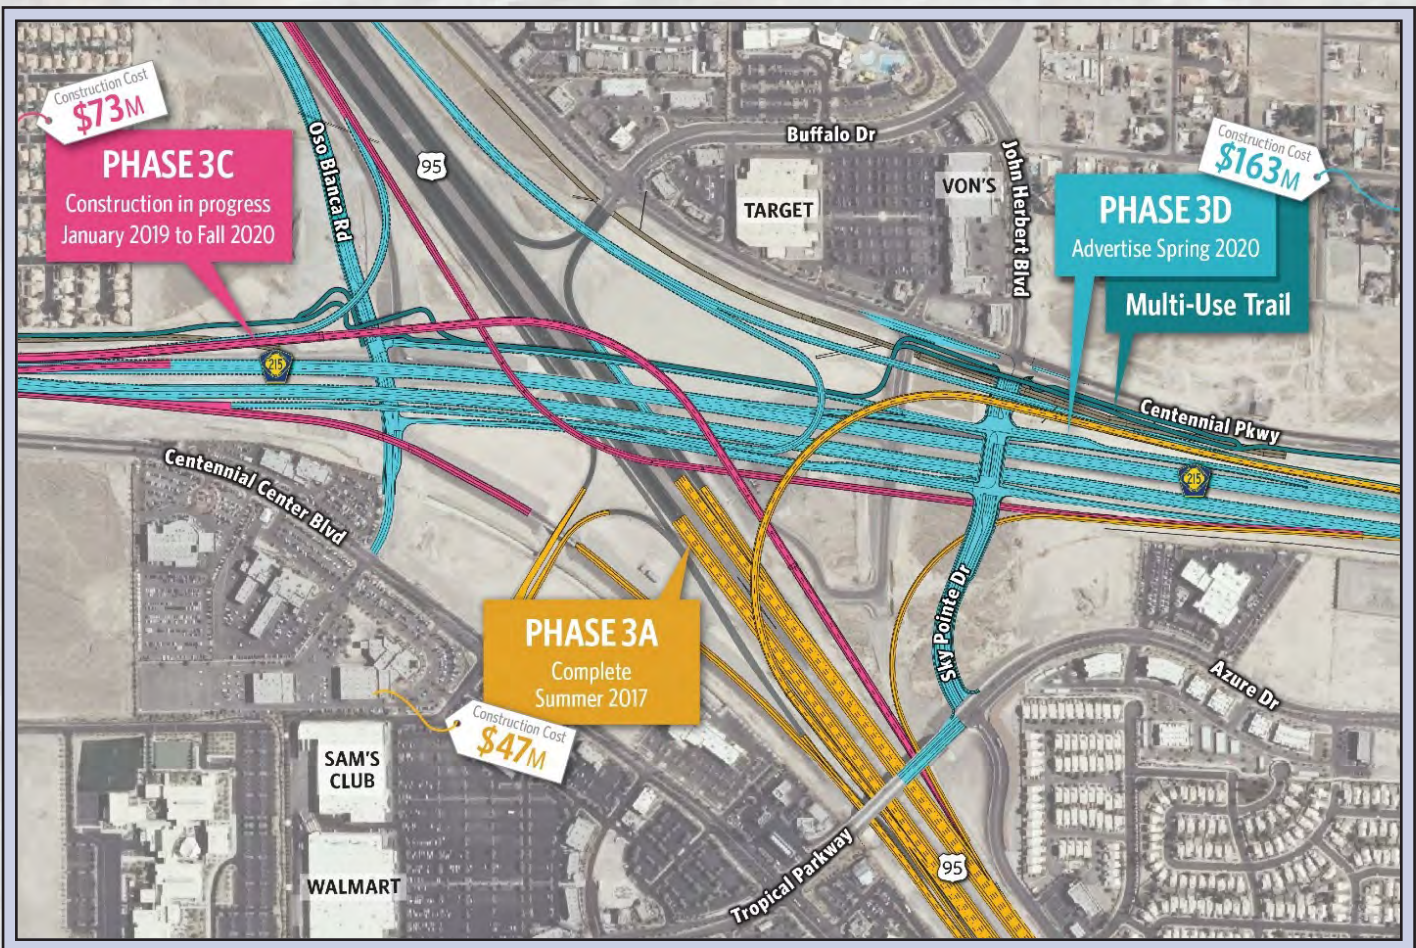 Construction Cost
$73M
PHASE 3C
Construction in progress
January 2019 to Fall 2020
Oso Blanca Rd
95
Buffalo Dr
TARGET
VON'S
John Herbert Blvd
Construction Cost
$163M
PHASE 3D
Advertise Spring 2020
Multi-Use Trail
215
Centennial Pkwy
215
Centennial Center Blvd
PHASE 3A
Complete
Summer 2017
Construction Cost
$47M
Sky Pointe Dr
Azure Dr
SAM'S
CLUB
WALMART
Tropical Parkway
95